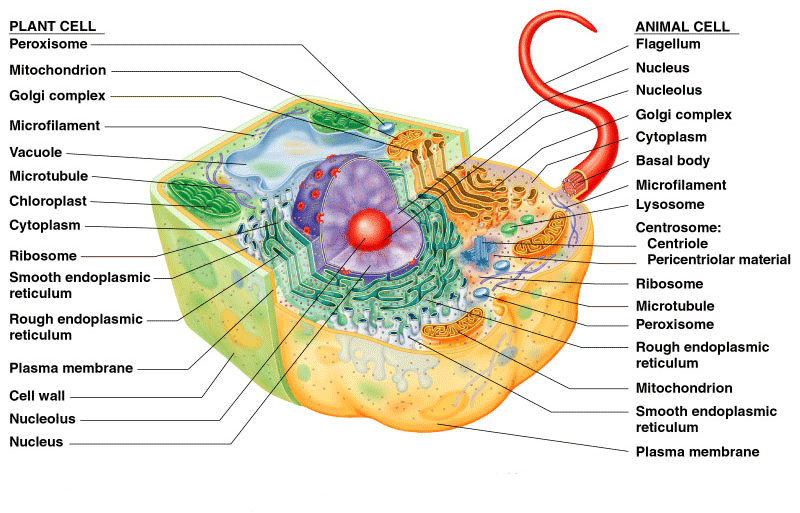 PLANT CELL
Peroxisome
Mitochondrion
Golgi complex
Microfilament
Vacuole
Microtubule
Chloroplast
Cytoplasm
Ribosome
Smooth endoplasmic
reticulum
Rough endoplasmic
reticulum
Plasma membrane
Cell wall
Nucleolus
Nucleus
ANIMAL CELL
Flagellum
Nucleus
Nucleolus
Golgi complex
Cytoplasm
Basal body
Microfilament
Lysosome
Centrosome:
Centriole
Pericentriolar material
Ribosome
Microtubule
Peroxisome
Rough endoplasmic
reticulum
Mitochondrion
Smooth endoplasmic
reticulum
Plasma membrane